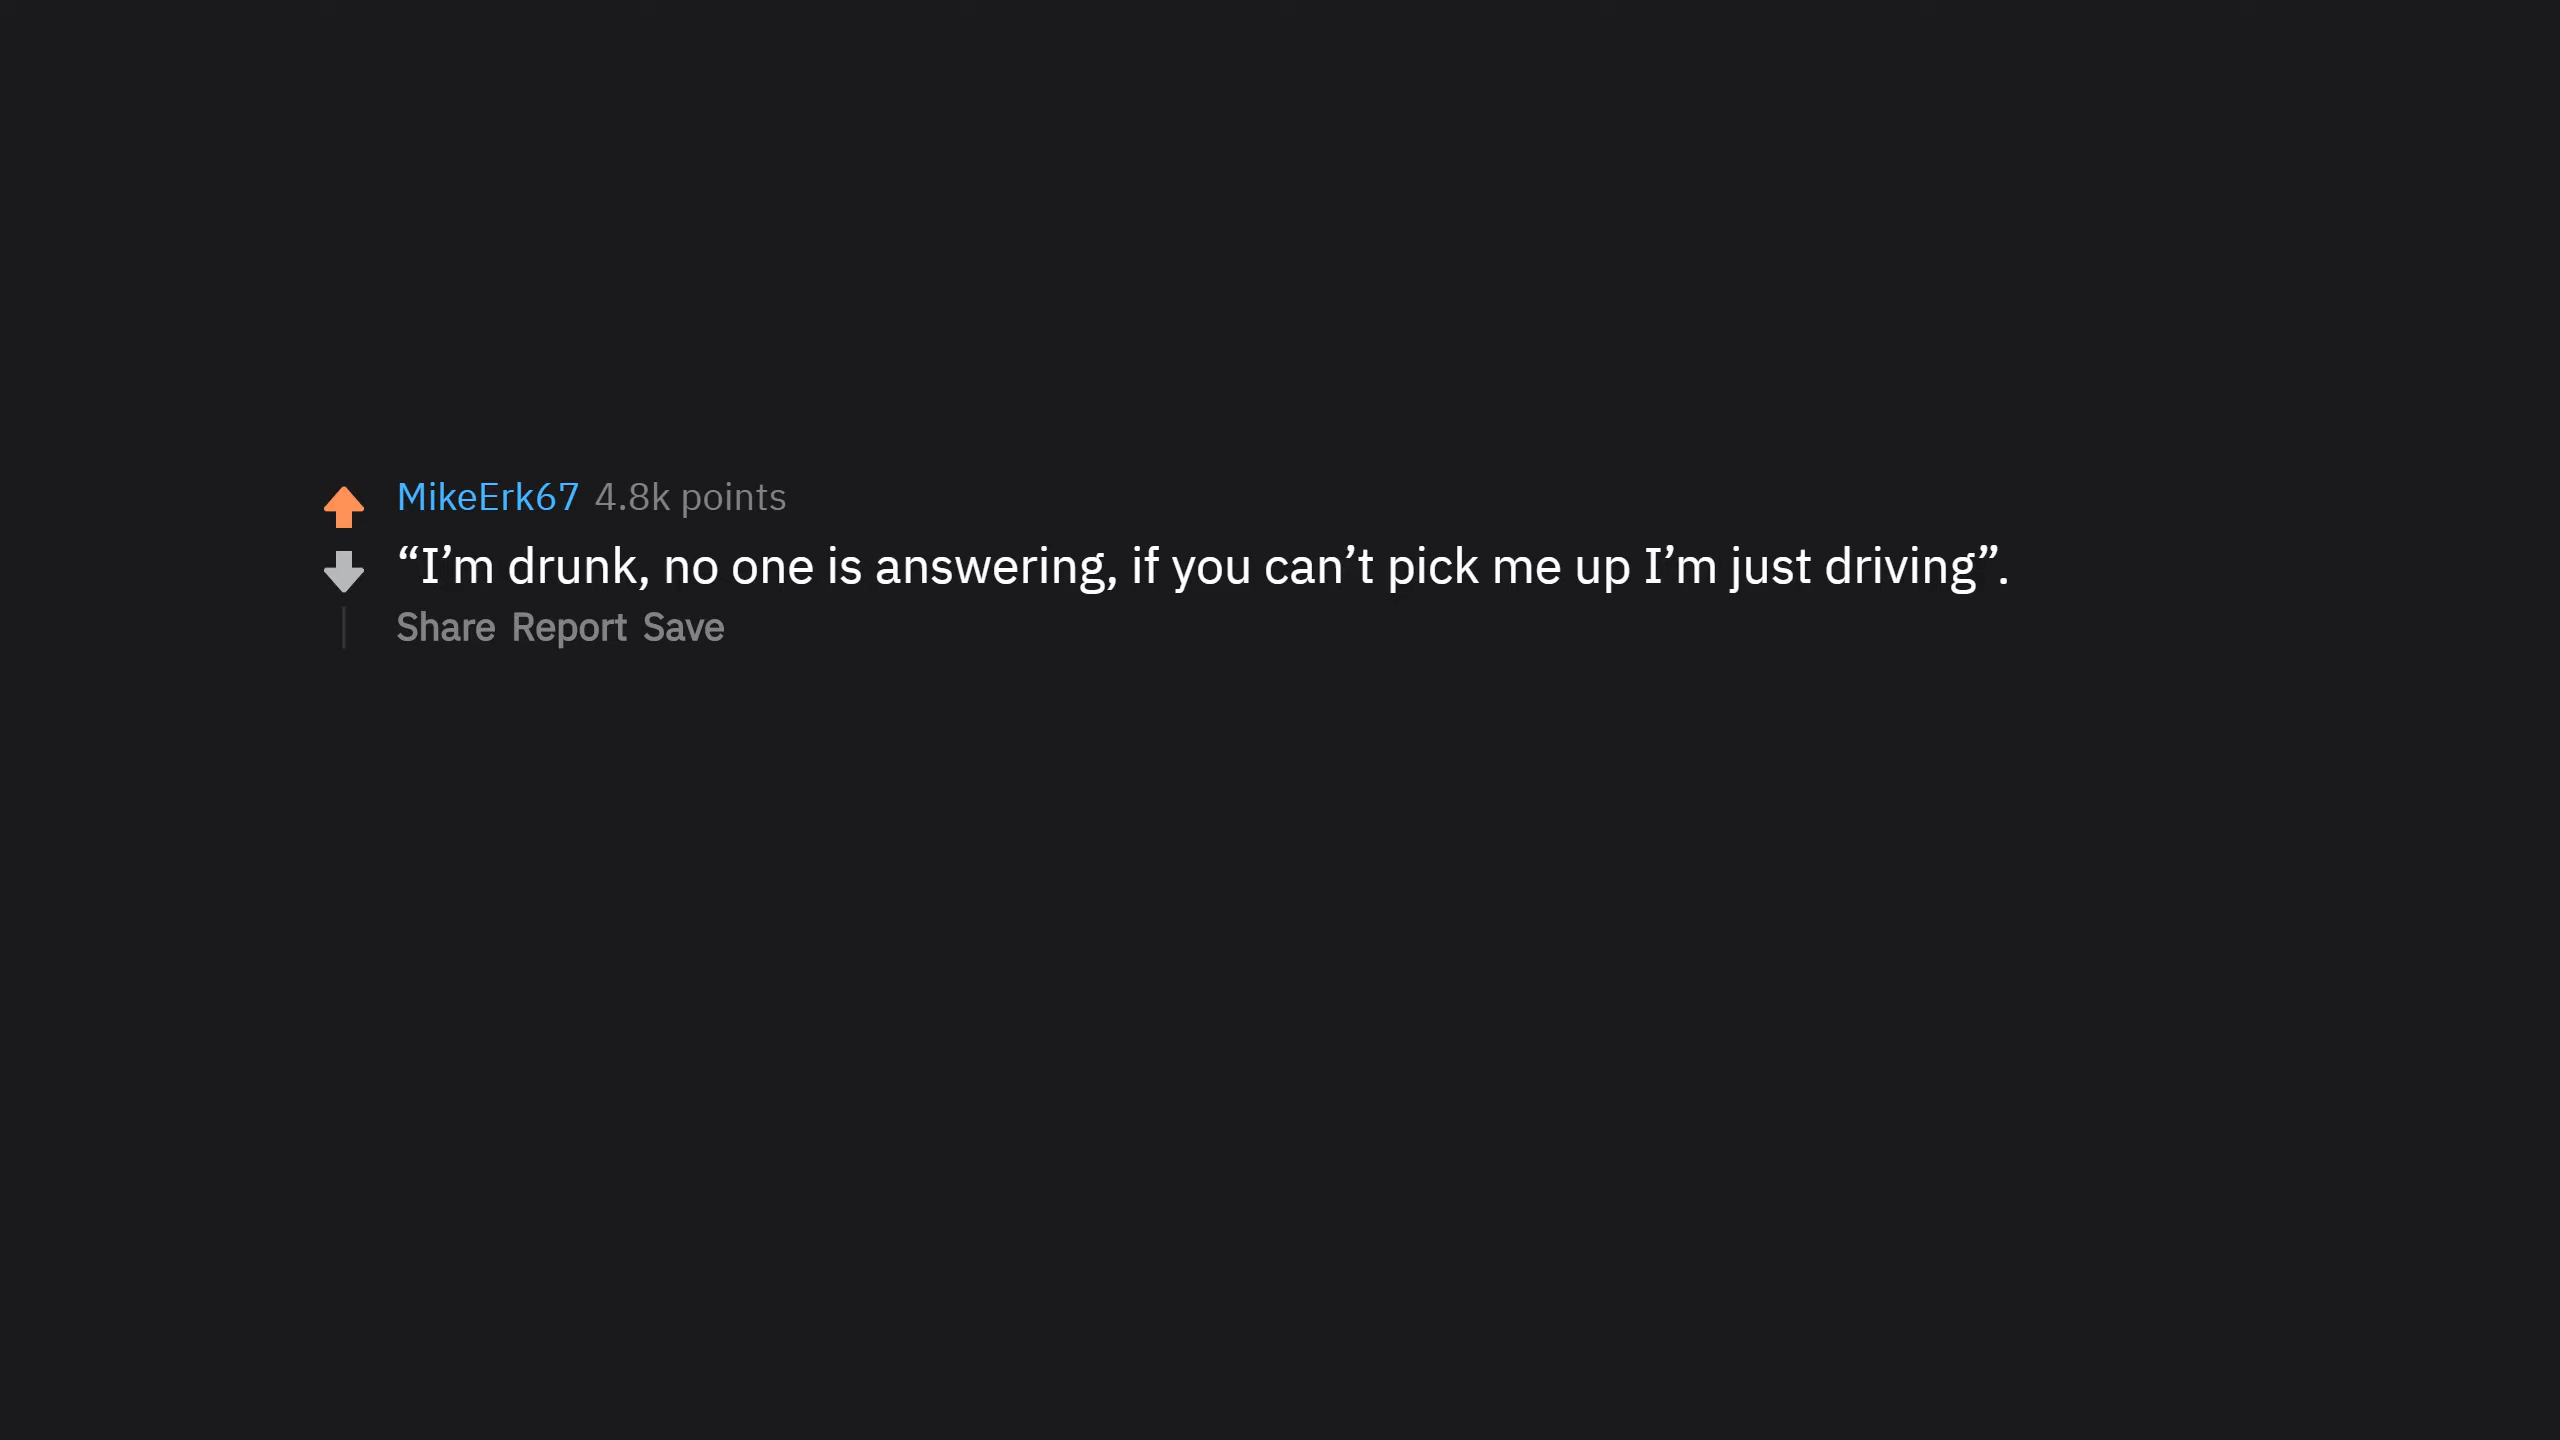 MikeErk67 4.8k points
“I’m drunk, no one is answering, if you can’t pick me up I’m just driving”.
Share Report Save